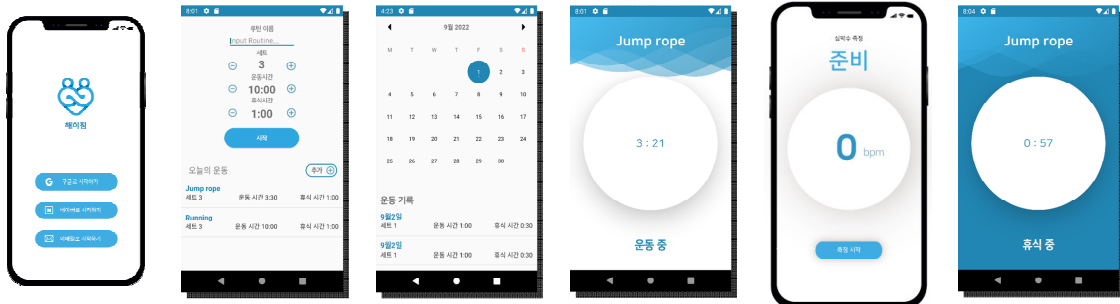 체이짐
구글로 시작하기
네이버로 시작하기
이메일로 시작하기
8:01
루틴 이름
Input Routine...
세트
3
운동시간
10:00
휴식시간
1:00
시작
오늘의 운동
추가
Jump rope
세트 3 운동 시간 3:30 휴식 시간 1:00
Running
세트 3 운동 시간 10:00 휴식 시간 1:00
4:23
9월 2022
M T W T F S S
1 2 3
4 5 6 7 8 9 10
11 12 13 14 15 16 17
18 19 20 21 22 23 24
25 26 27 28 29 30
운동 기록
9월2일
세트 1 운동 시간 1:00 휴식 시간 0:30
9월2일
세트 1 운동 시간 1:00 휴식 시간 0:30
8:01
Jump rope
3 : 21
운동 중
심박수 측정
준비
0 bpm
측정 시작
8:04
Jump rope
0 : 57
휴식 중